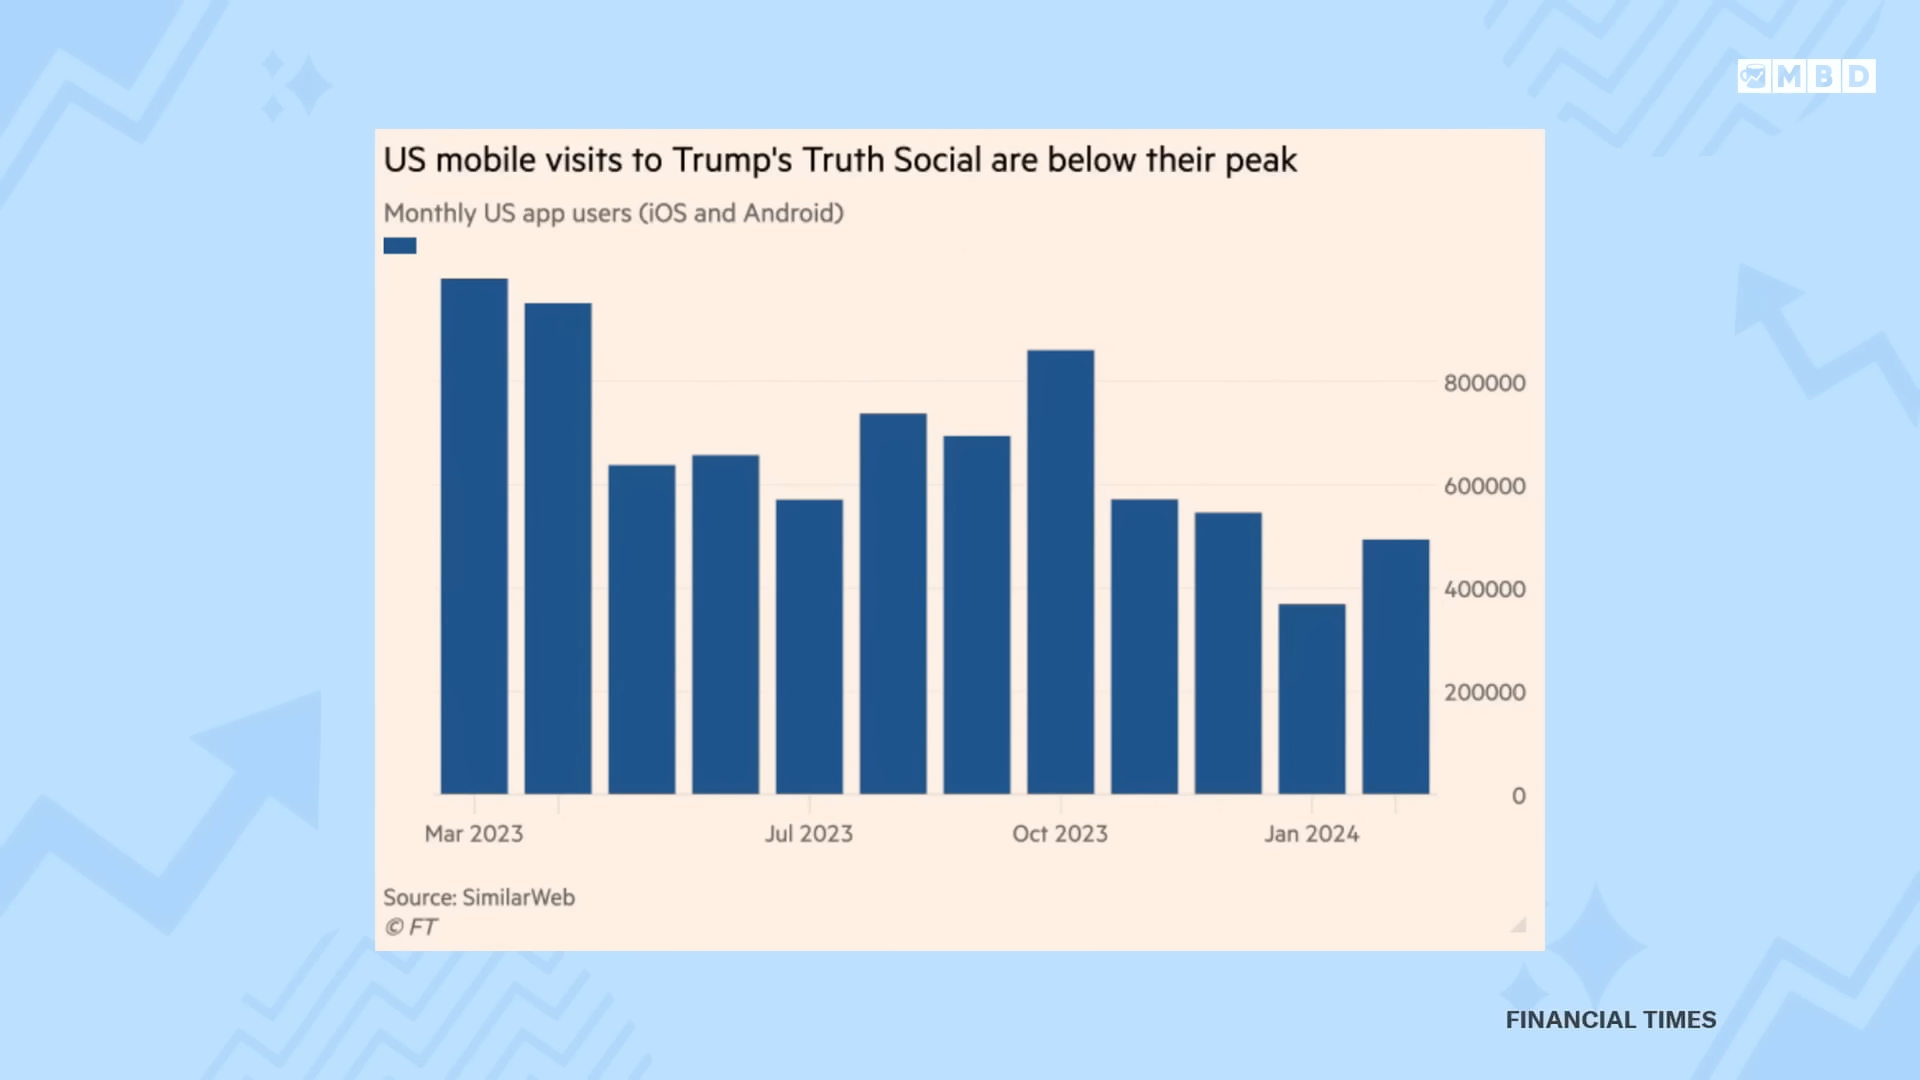 MBD
US mobile visits to Trump's Truth Social are below their peak
Monthly US app users (iOS and Android)
800000
600000
400000
200000
0
Mar 2023 Jul 2023 Oct 2023 Jan 2024
Source: SimilarWeb
© FT
FINANCIAL TIMES